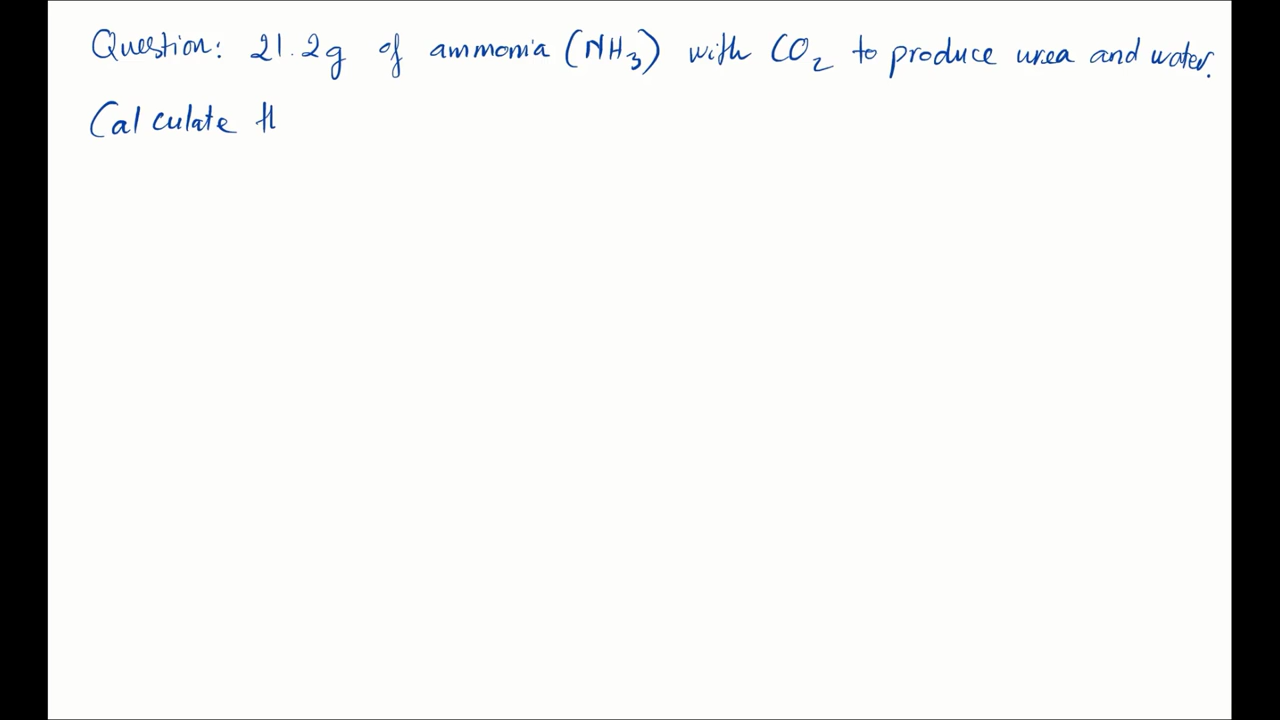 Question: 21.2g of ammonia (NH₃) with CO₂ to produce urea and water.
Calculate